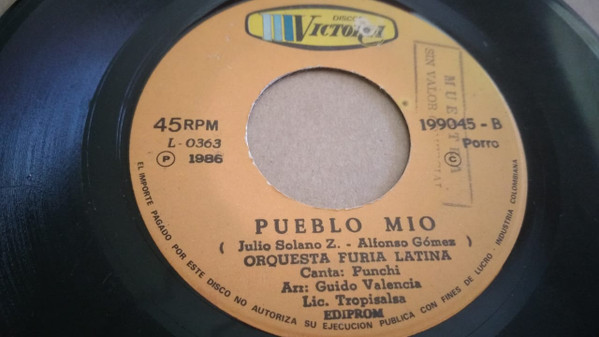 DISCOS
VICTORIA
MUESTRA
SIN VALOR
45 RPM
L - 0363
Ⓟ 1986
199045 - B
Porro
PUEBLO MIO
( Julio Solano Z. - Alfonso Gómez )
ORQUESTA FURIA LATINA
Canta: Punchi
Arr: Guido Valencia
Lic. Tropisalsa
EDIPROM
EL IMPORTE PAGADO POR ESTE DISCO NO AUTORIZA SU EJECUCION PUBLICA CON FINES DE LUCRO - INDUSTRIA COLOMBIANA